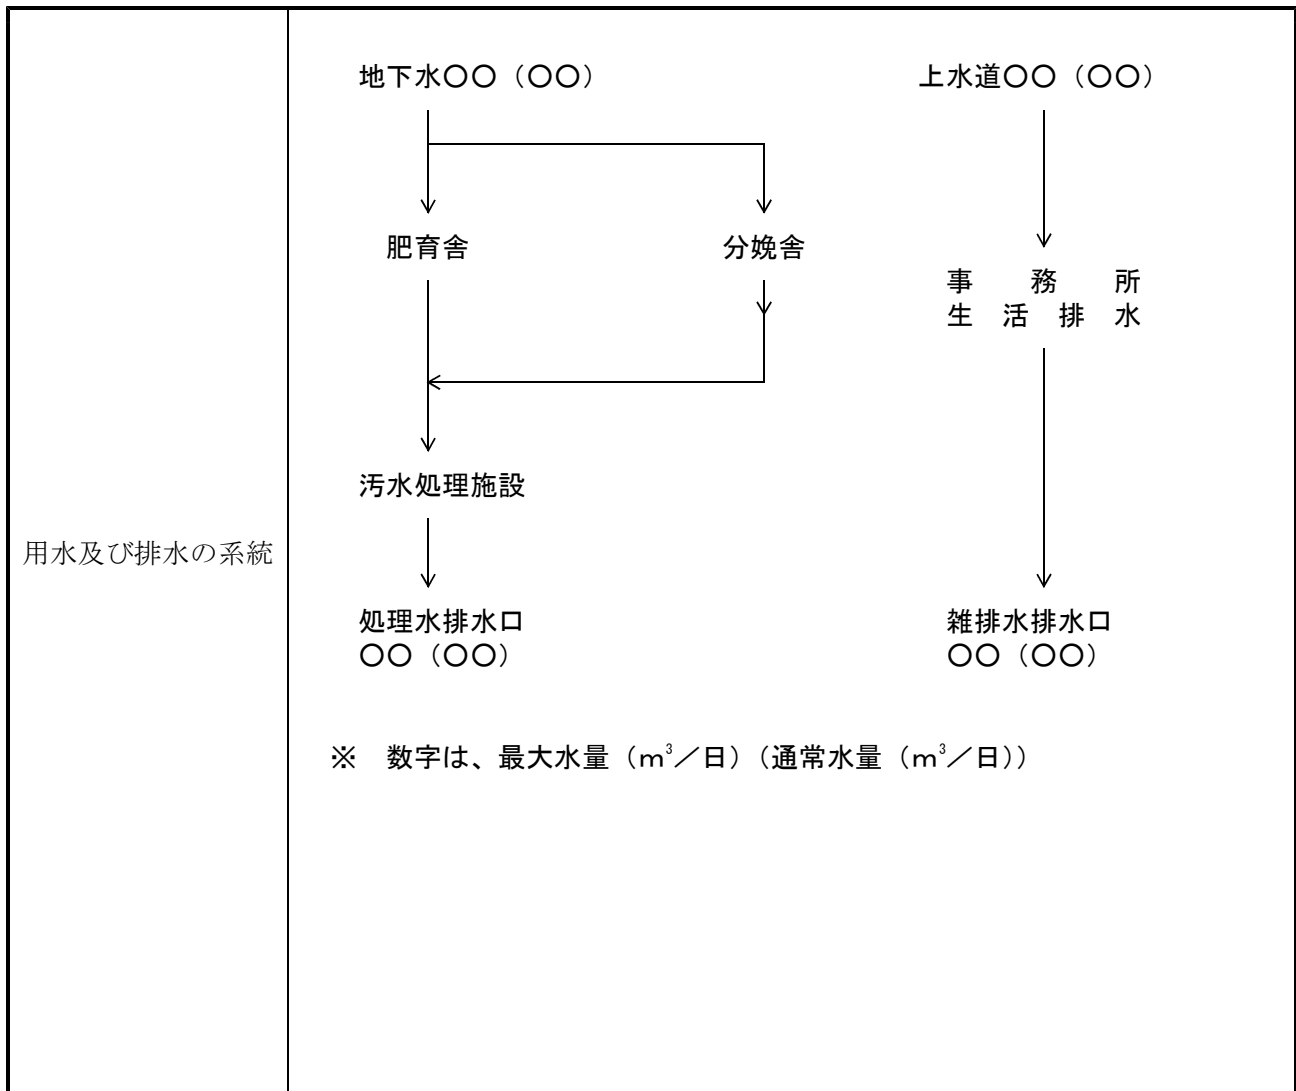 用水及び排水の系統
地下水〇〇（〇〇）
上水道〇〇（〇〇）
肥育舎
分娩舎
事務所
生活排水
汚水処理施設
処理水排水口
〇〇（〇〇）
雑排水排水口
〇〇（〇〇）
※　数字は、最大水量（ｍ³／日）（通常水量（ｍ³／日））